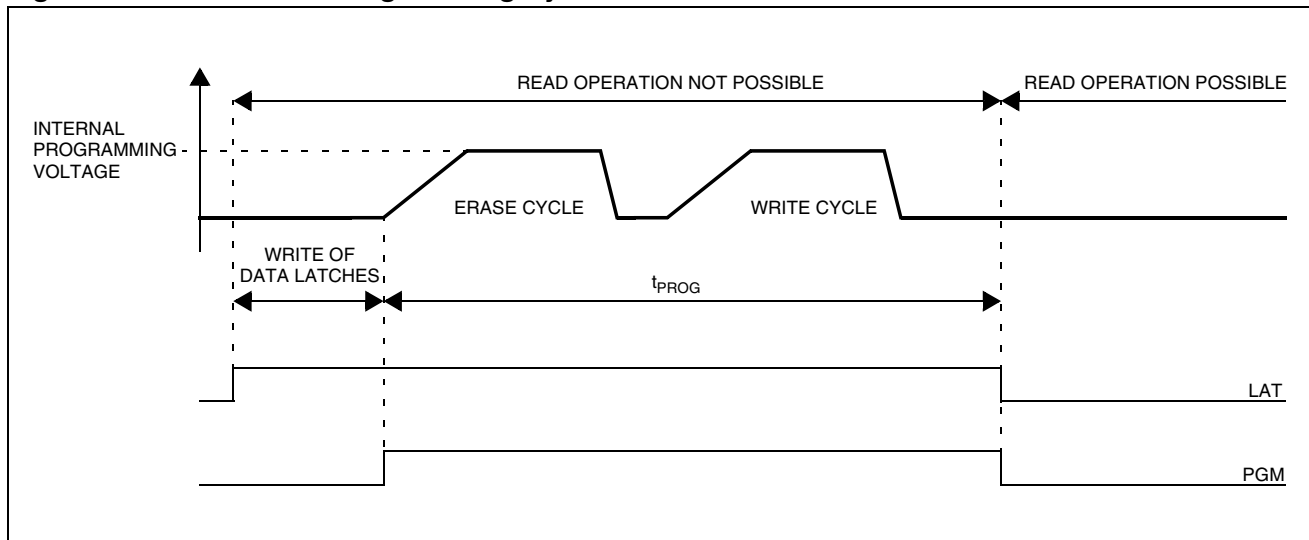 READ OPERATION NOT POSSIBLE
READ OPERATION POSSIBLE
INTERNAL
PROGRAMMING
VOLTAGE
ERASE CYCLE
WRITE CYCLE
WRITE OF
DATA LATCHES
tPROG
LAT
PGM